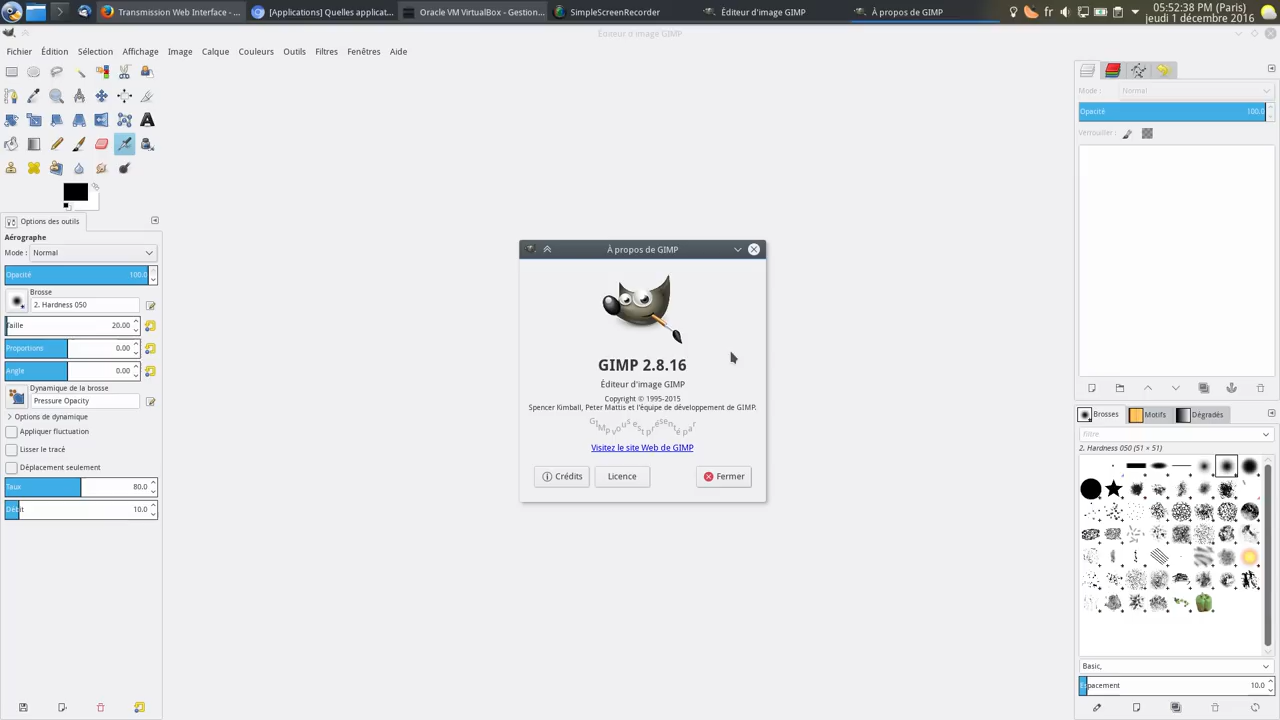 Transmission Web Interface - ...
[Applications] Quelles applicat...
Oracle VM VirtualBox - Gestion...
SimpleScreenRecorder
Éditeur d'image GIMP
À propos de GIMP
fr
05:52:38 PM (Paris)
jeudi 1 décembre 2016
Éditeur d'image GIMP
Fichier Édition Sélection Affichage Image Calque Couleurs Outils Filtres Fenêtres Aide
Options des outils
Aérographe
Mode : Normal
Opacité 100.0
Brosse
2. Hardness 050
Taille 20.00
Proportions 0.00
Angle 0.00
Dynamique de la brosse
Pressure Opacity
Options de dynamique
Appliquer fluctuation
Lisser le tracé
Déplacement seulement
Taux 80.0
Débit 10.0
À propos de GIMP
GIMP 2.8.16
Éditeur d'image GIMP
Copyright © 1995-2015
Spencer Kimball, Peter Mattis et l'équipe de développement de GIMP.
GIMP vous est présenté par
Visitez le site Web de GIMP
Crédits Licence Fermer
Mode : Normal
Opacité 100.0
Verrouiller :
Brosses Motifs Dégradés
filtre
2. Hardness 050 (51 × 51)
Basic,
Espacement 10.0